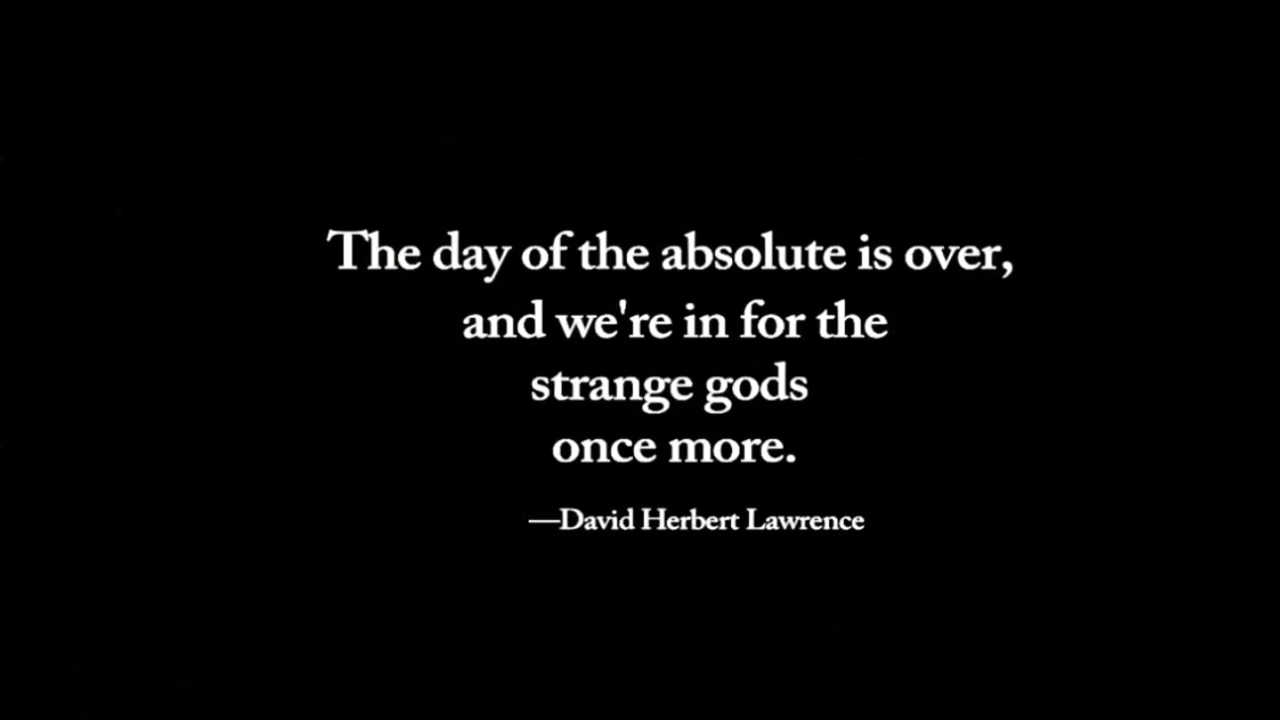 The day of the absolute is over,
and we're in for the
strange gods
once more.
—David Herbert Lawrence